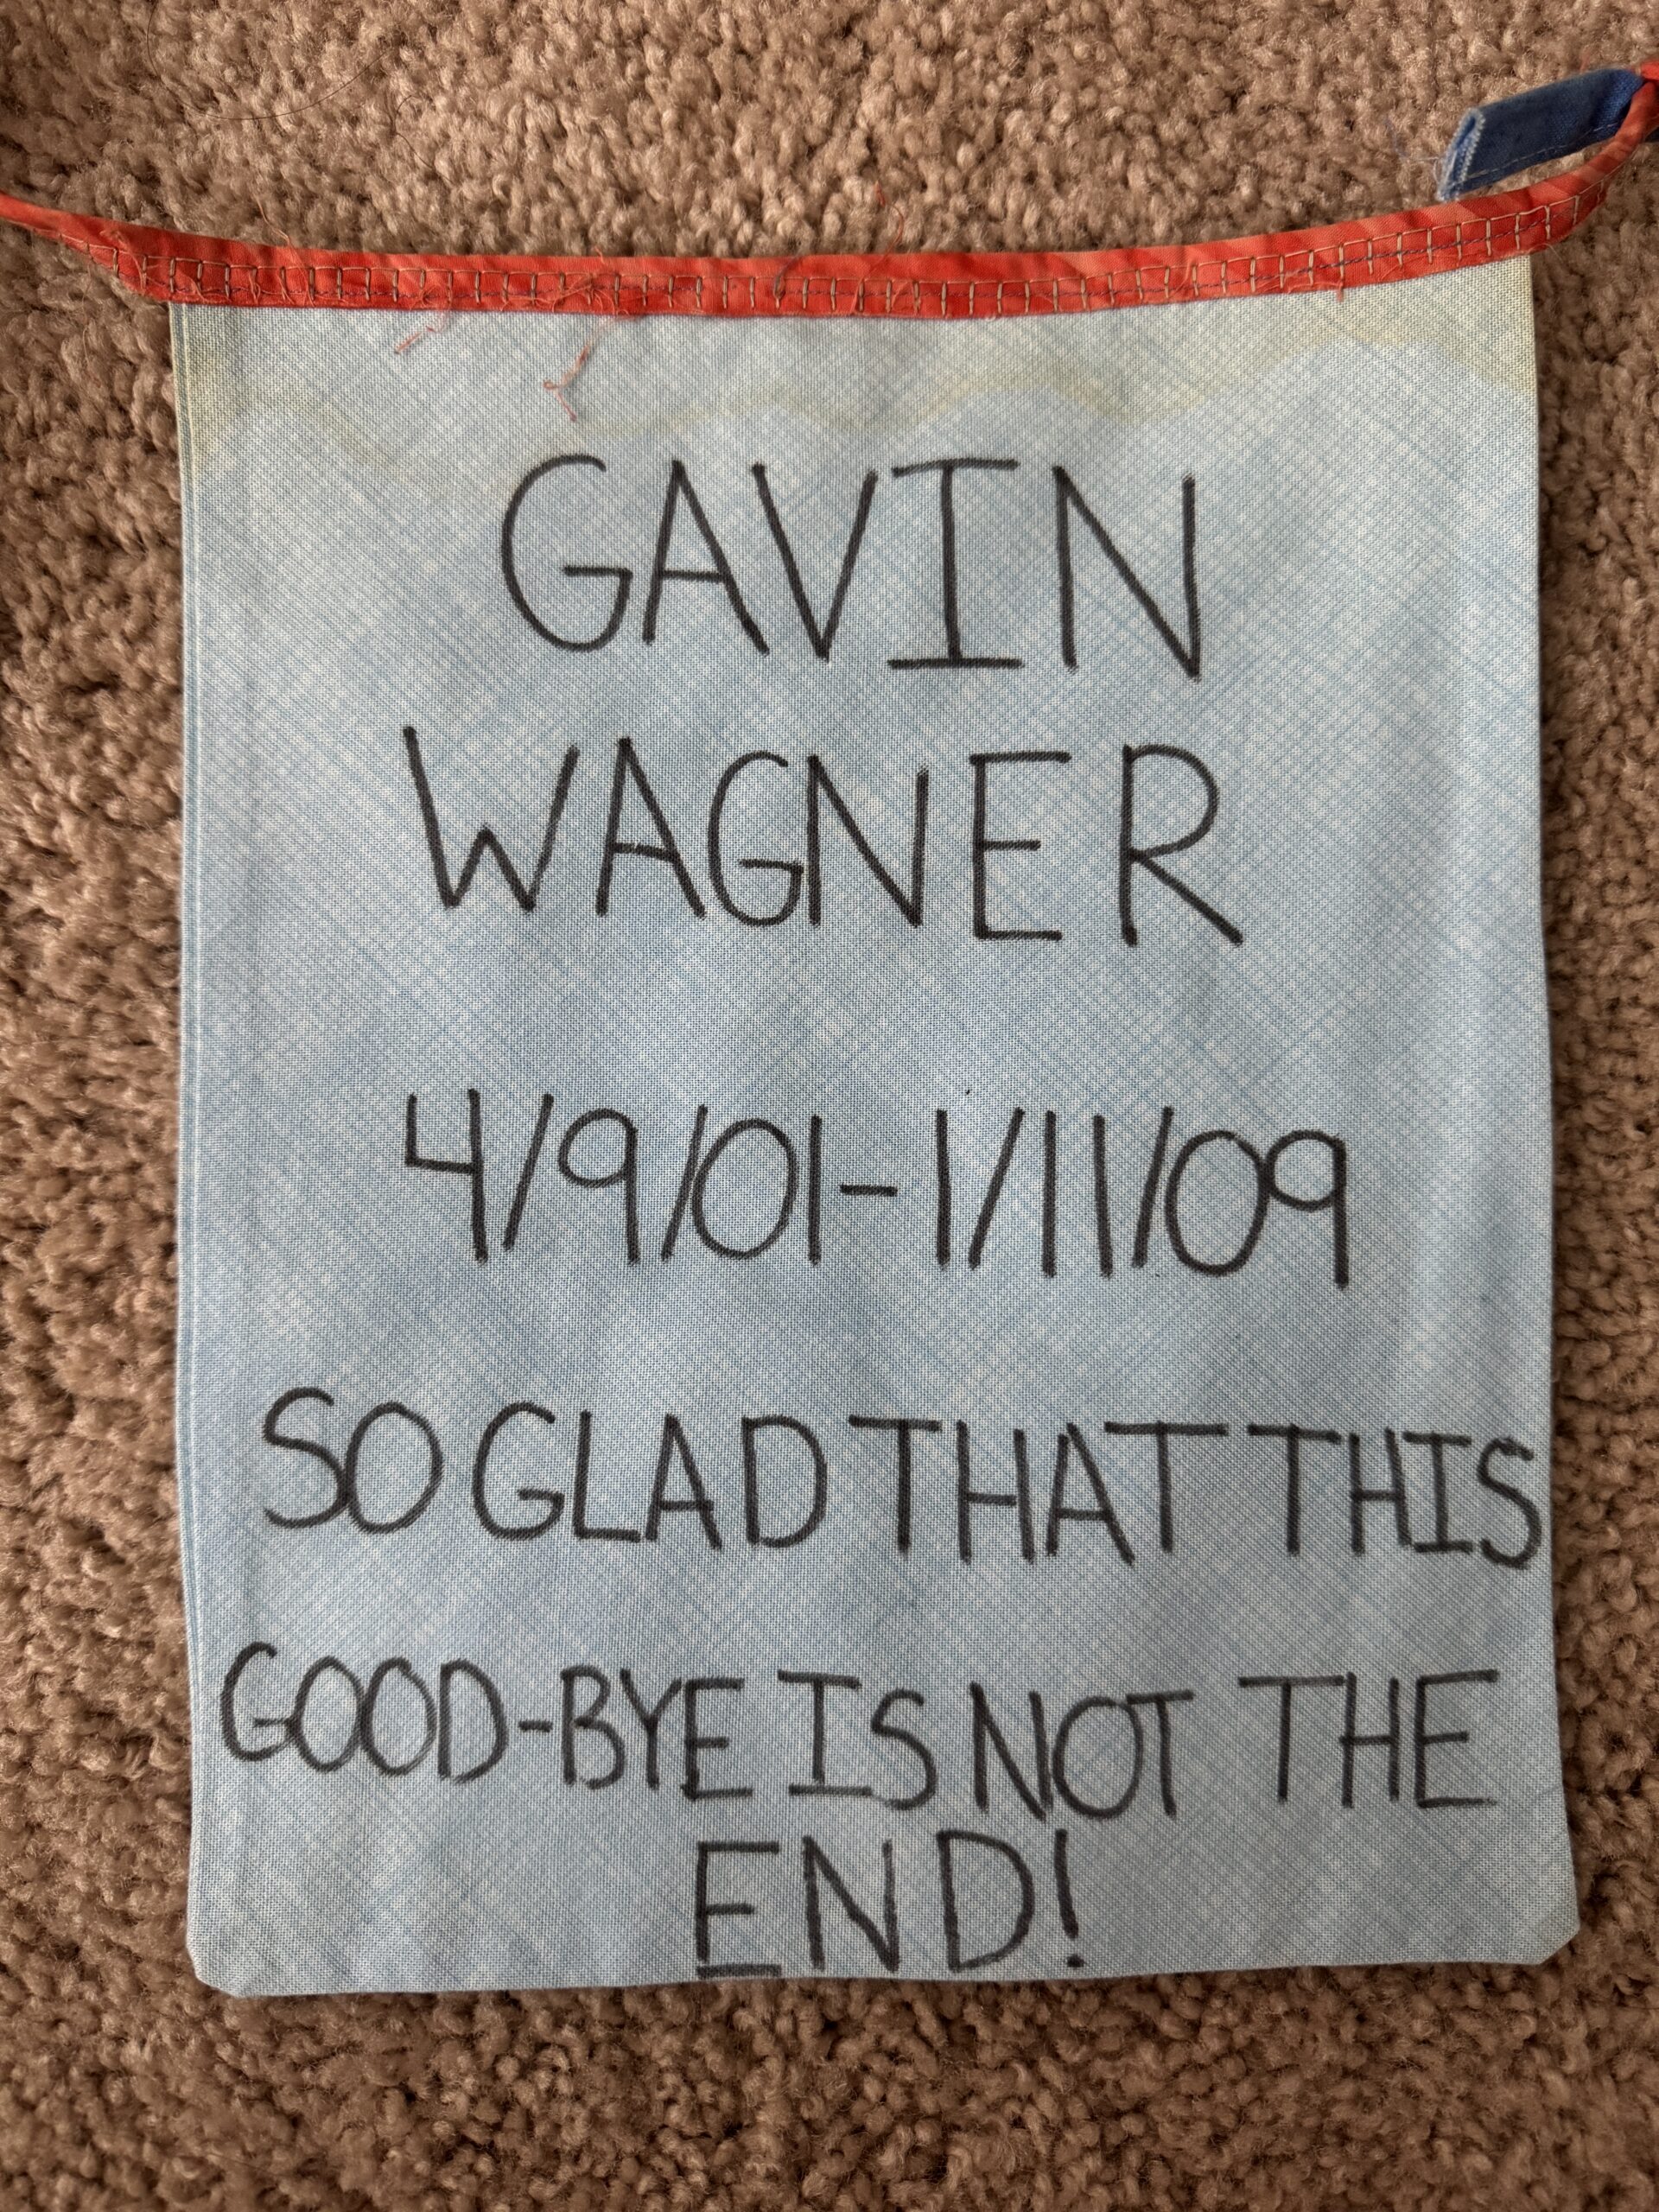 GAVIN
WAGNER
4/9/01-1/11/09
SO GLAD THAT THIS
GOOD-BYE IS NOT THE
END!